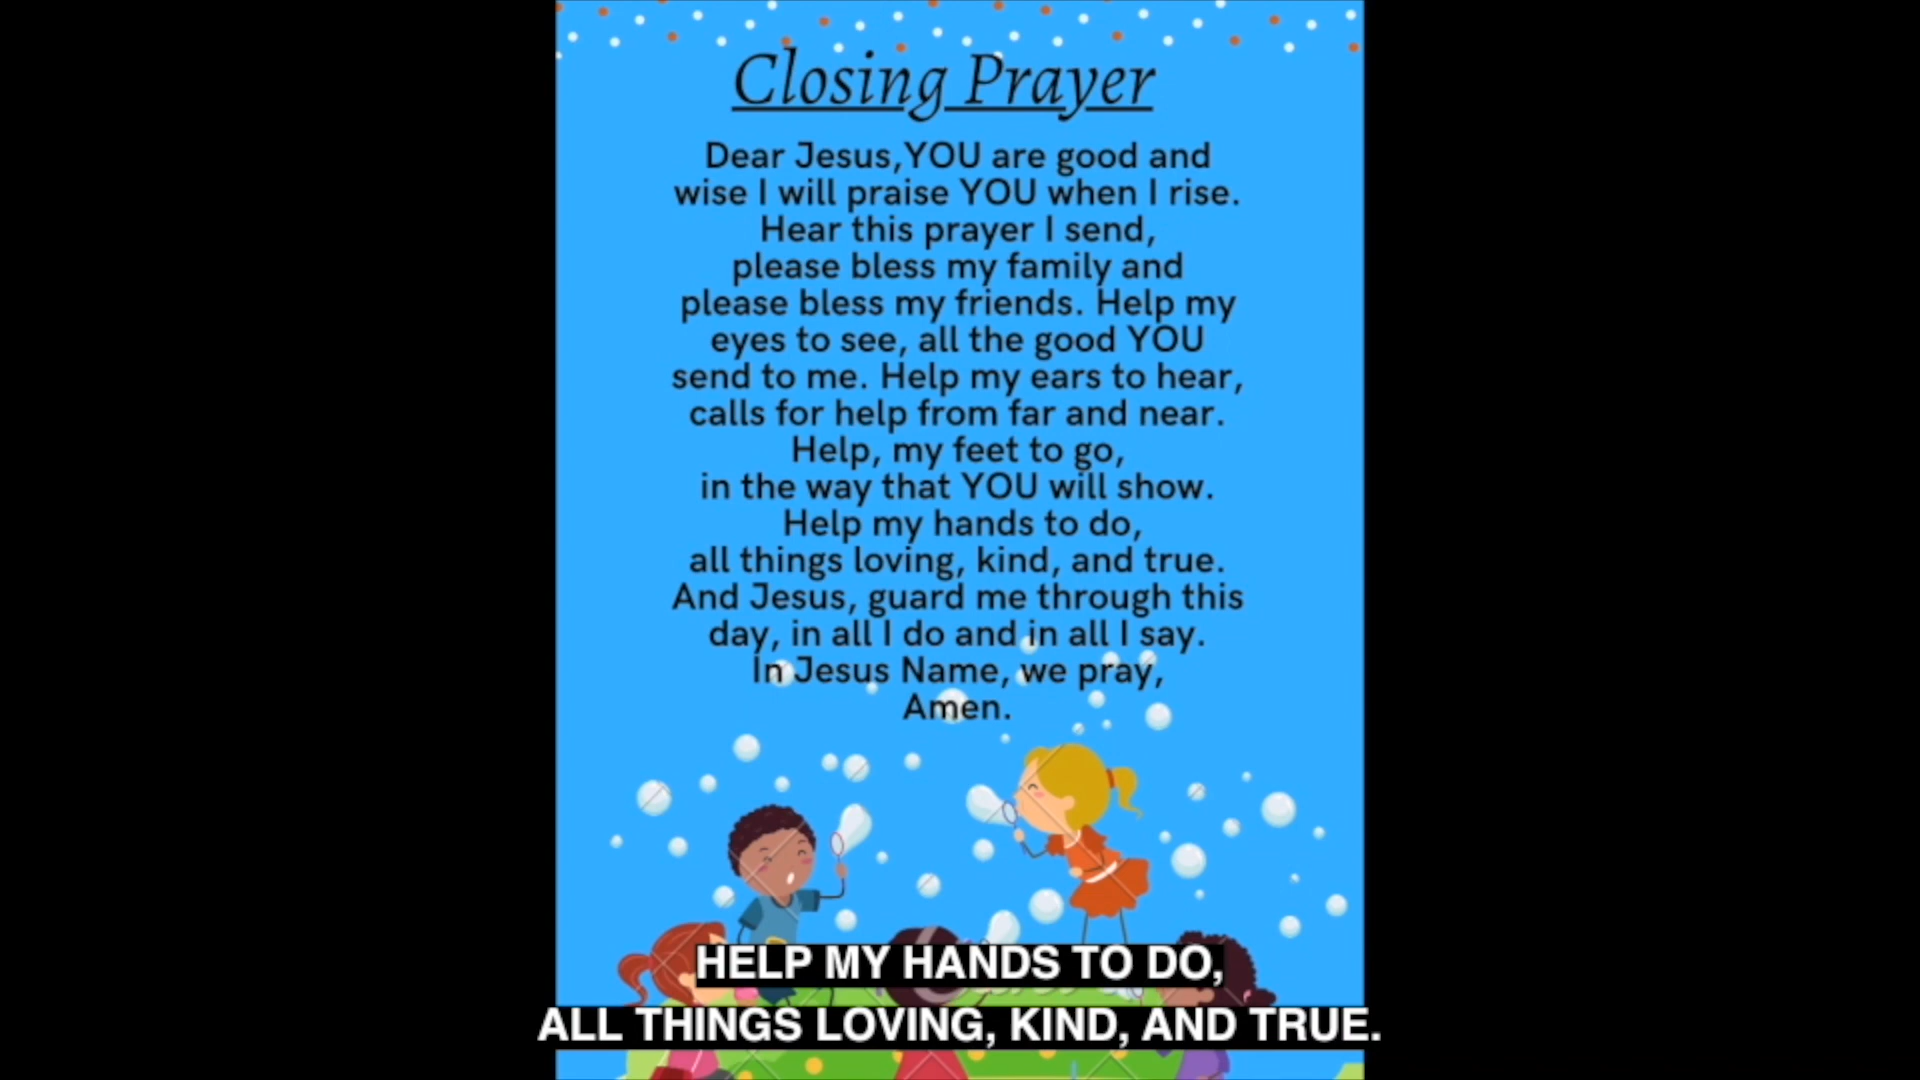 Closing Prayer
Dear Jesus,YOU are good and
wise I will praise YOU when I rise.
Hear this prayer I send,
please bless my family and
please bless my friends. Help my
eyes to see, all the good YOU
send to me. Help my ears to hear,
calls for help from far and near.
Help, my feet to go,
in the way that YOU will show.
Help my hands to do,
all things loving, kind, and true.
And Jesus, guard me through this
day, in all I do and in all I say.
In Jesus Name, we pray,
Amen.
HELP MY HANDS TO DO,
ALL THINGS LOVING, KIND, AND TRUE.